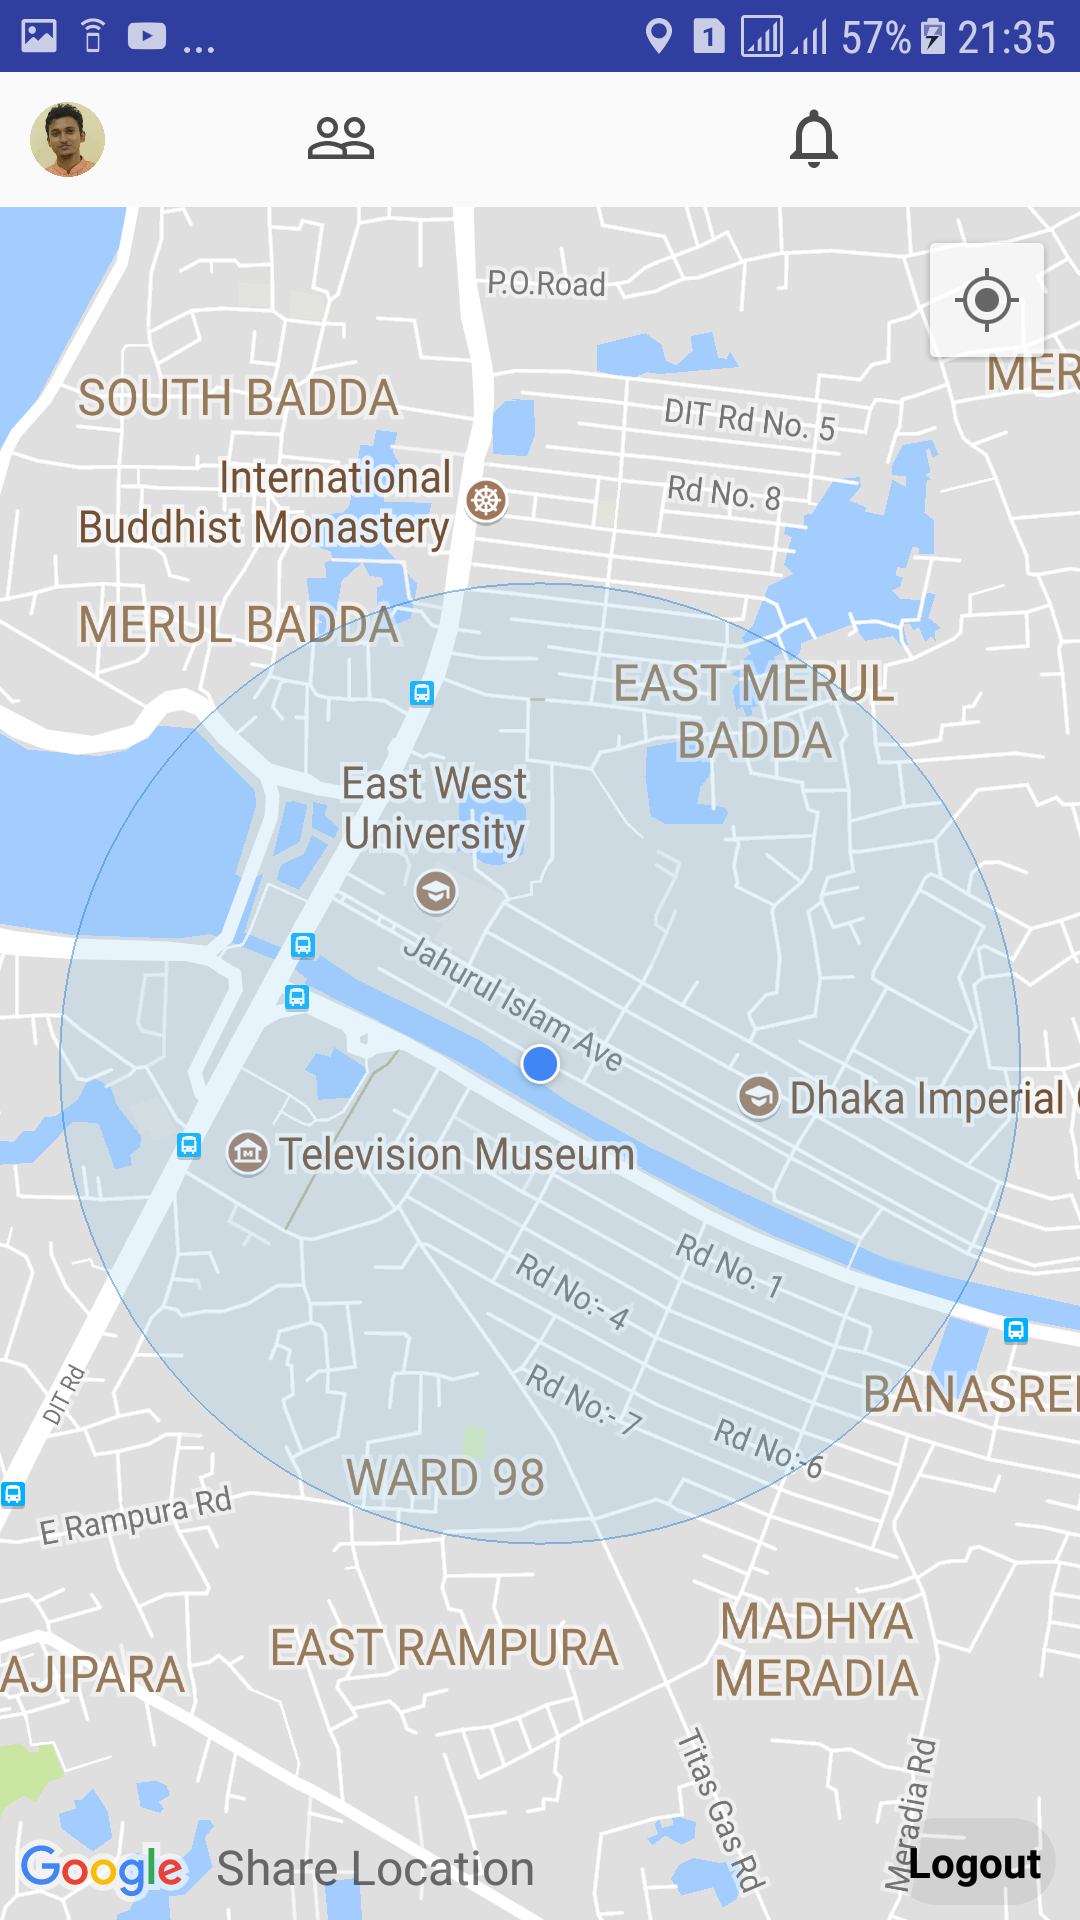 ... 1 57% 21:35
P.O.Road
MER
SOUTH BADDA
DIT Rd No. 5
International
Buddhist Monastery
Rd No. 8
MERUL BADDA
EAST MERUL
BADDA
East West
University
Jahurul Islam Ave
Dhaka Imperial
Television Museum
Rd No. 1
Rd No:- 4
DIT Rd
Rd No:- 7
BANASREE
Rd No:-6
WARD 98
E Rampura Rd
MADHYA
MERADIA
EAST RAMPURA
AJIPARA
Titas Gas Rd
Meradia Rd
Google Share Location
Logout